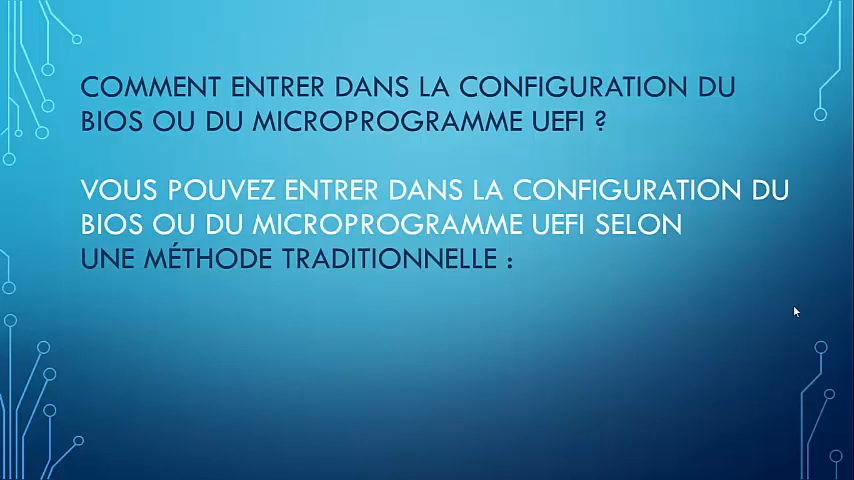 COMMENT ENTRER DANS LA CONFIGURATION DU
BIOS OU DU MICROPROGRAMME UEFI ?
VOUS POUVEZ ENTRER DANS LA CONFIGURATION DU
BIOS OU DU MICROPROGRAMME UEFI SELON
UNE MÉTHODE TRADITIONNELLE :